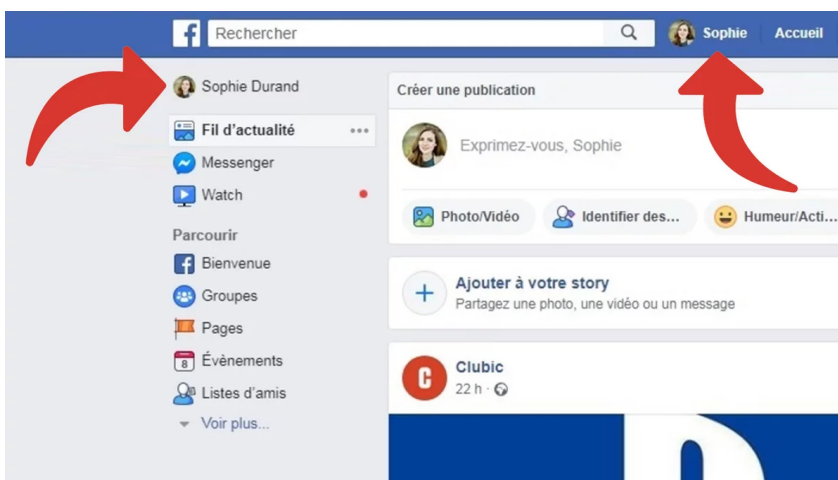 Rechercher
Sophie
Accueil
Sophie Durand
Fil d'actualité
Messenger
Watch
Parcourir
Bienvenue
Groupes
Pages
8
Évènements
Listes d'amis
Voir plus...
Créer une publication
Exprimez-vous, Sophie
Photo/Vidéo
Identifier des...
Humeur/Acti...
Ajouter à votre story
Partagez une photo, une vidéo ou un message
C
Clubic
22 h ·